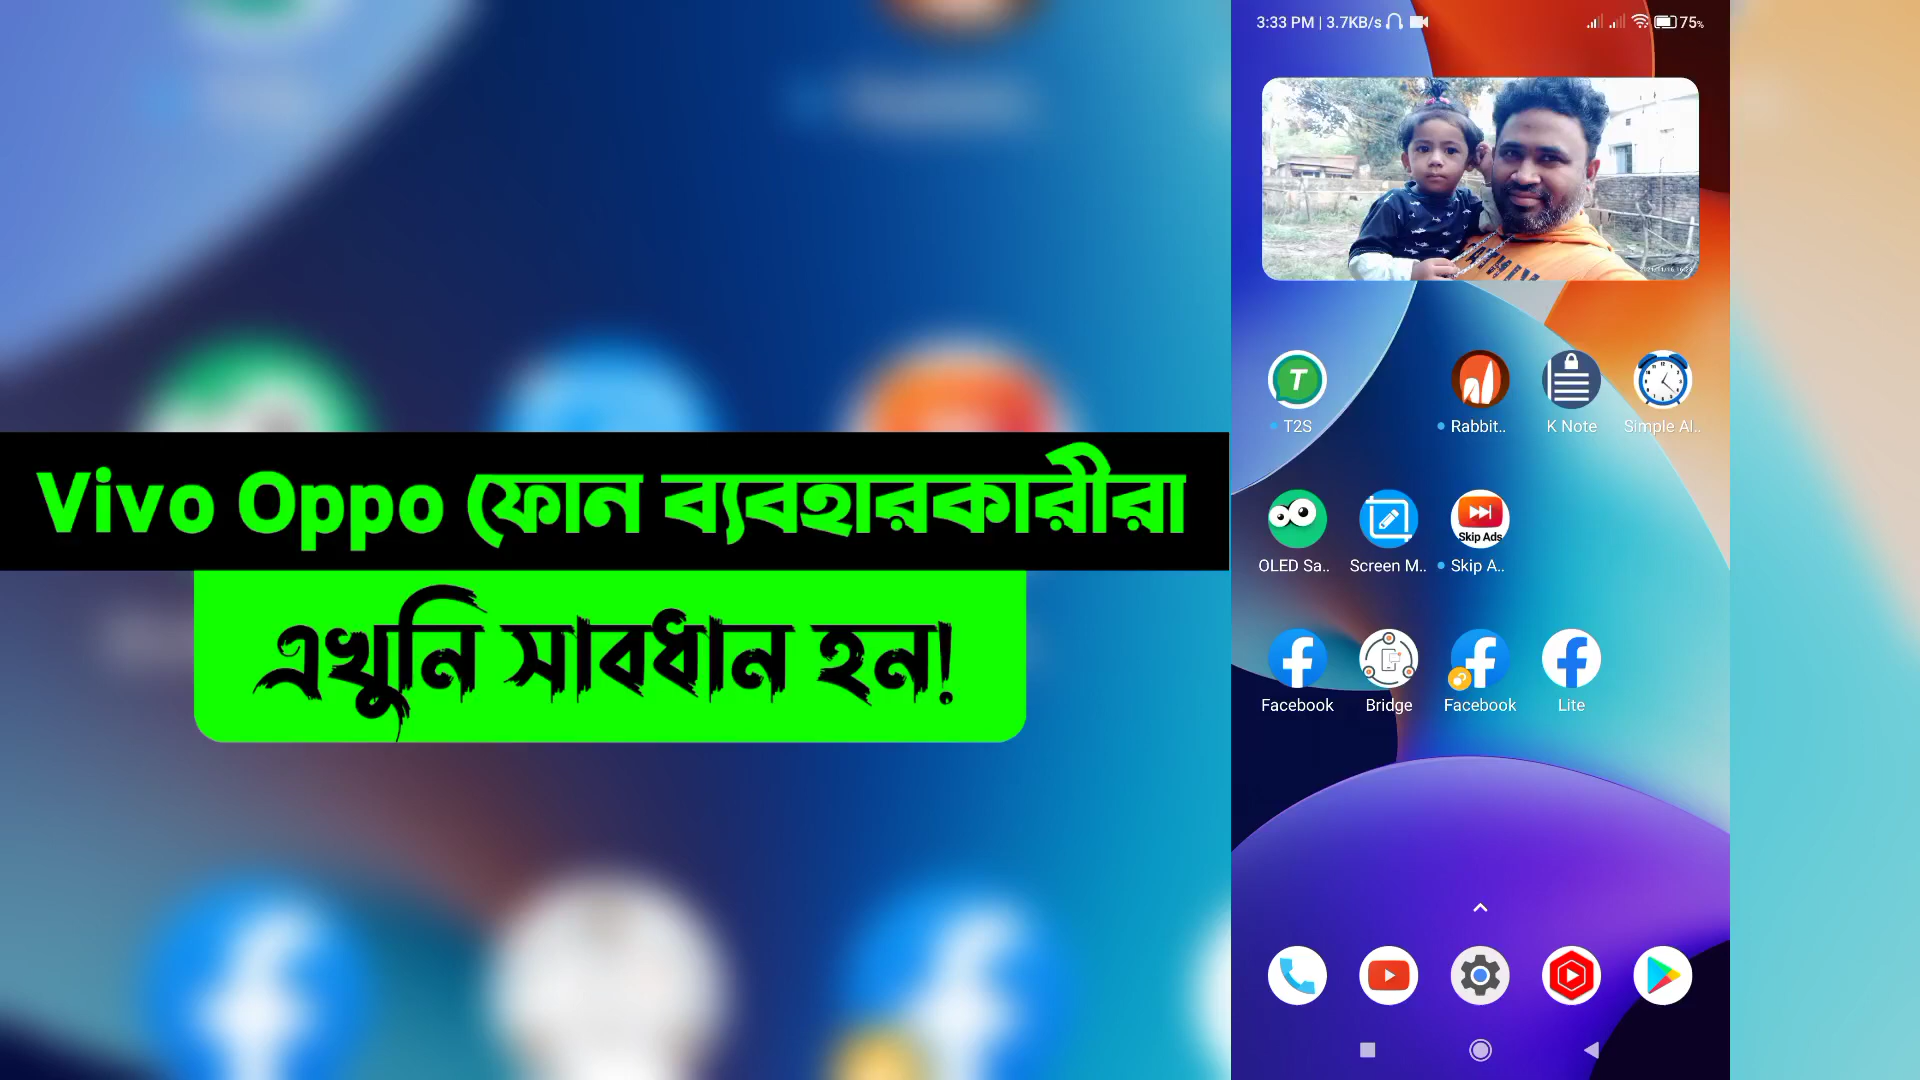 3:33 PM | 3.7KB/s
75%
Vivo Oppo ফোন ব্যবহারকারীরা
এখুনি সাবধান হন!
T2S
Rabbit..
K Note
Simple Al..
Skip Ads
OLED Sa..
Screen M..
Skip A..
Facebook
Bridge
Facebook
Lite